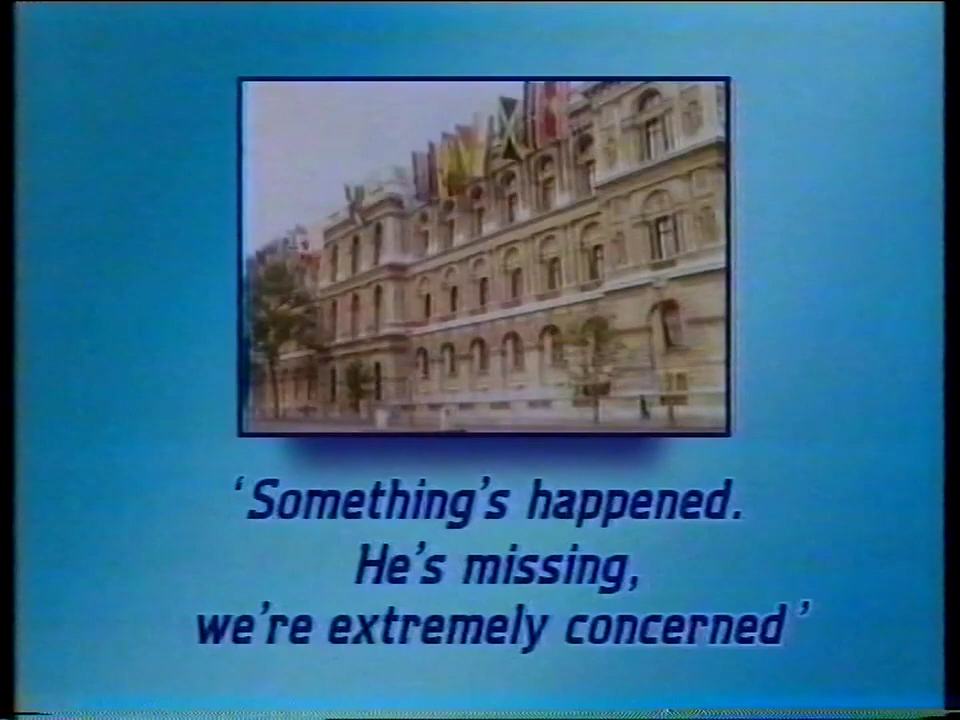 ‘Something’s happened.
He’s missing,
we’re extremely concerned’